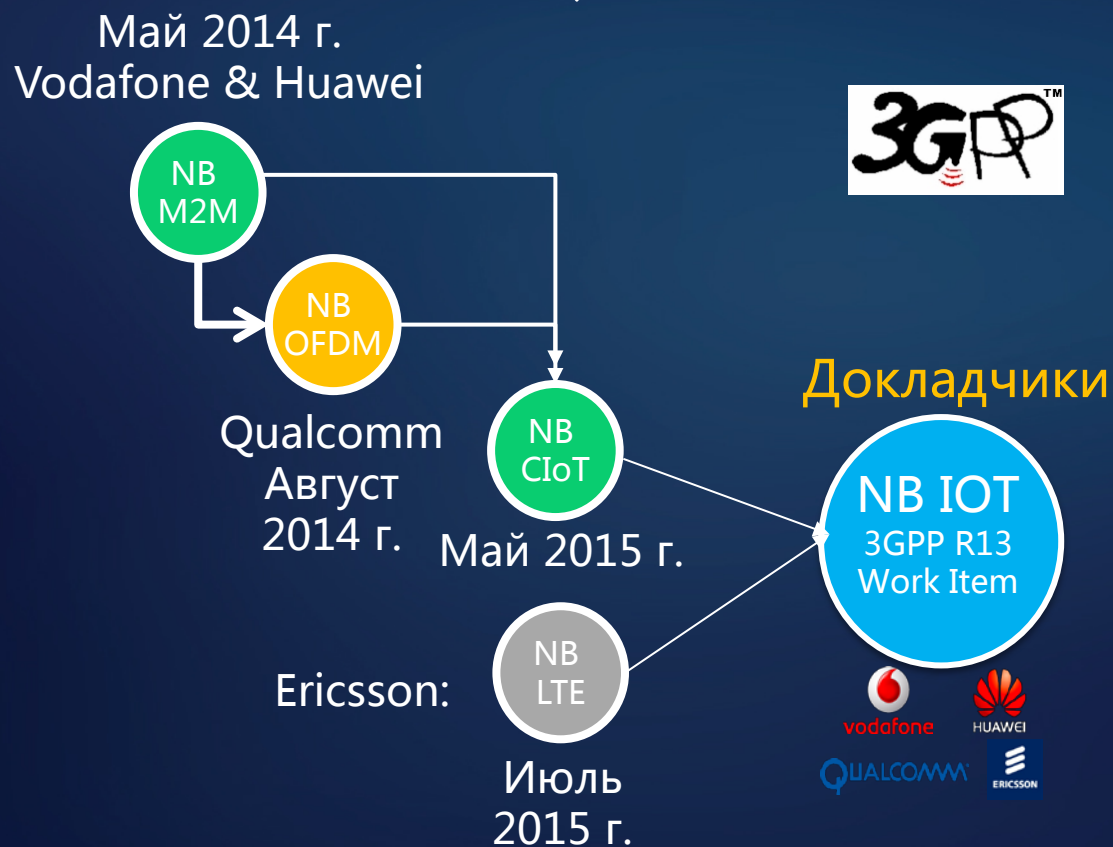 Май 2014 г.
Vodafone & Huawei
3GPP™
NB
M2M
NB
OFDM
Qualcomm
Август
2014 г.
NB
CIoT
Май 2015 г.
Докладчики
NB IOT
3GPP R13
Work Item
Ericsson:
NB
LTE
Июль
2015 г.
vodafone
HUAWEI
QUALCOMM
ERICSSON